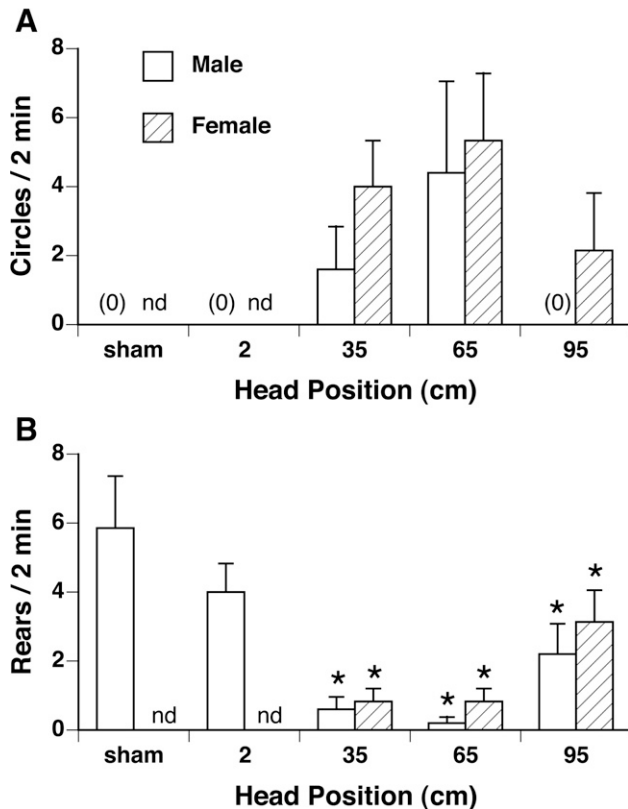 A
8
Male
6
Female
4
2
0
Circles / 2 min
(0) nd (0) nd (0)
sham 2 35 65 95
Head Position (cm)
B
8
6
4
2
0
Rears / 2 min
* * * * * *
nd nd
sham 2 35 65 95
Head Position (cm)